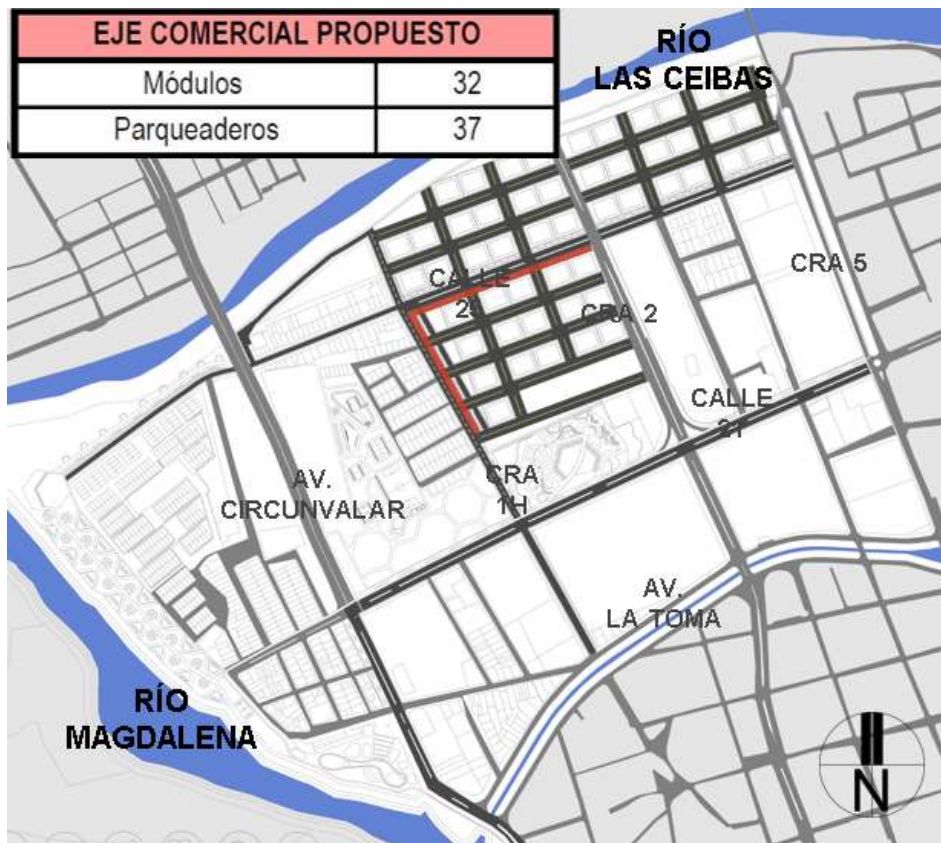 EJE COMERCIAL PROPUESTO
Módulos 32
Parqueaderos 37
RÍO
LAS CEIBAS
CALLE
25
CRA 2
CRA 5
CALLE
21
AV.
CIRCUNVALAR
CRA
1H
AV.
LA TOMA
RÍO
MAGDALENA
N